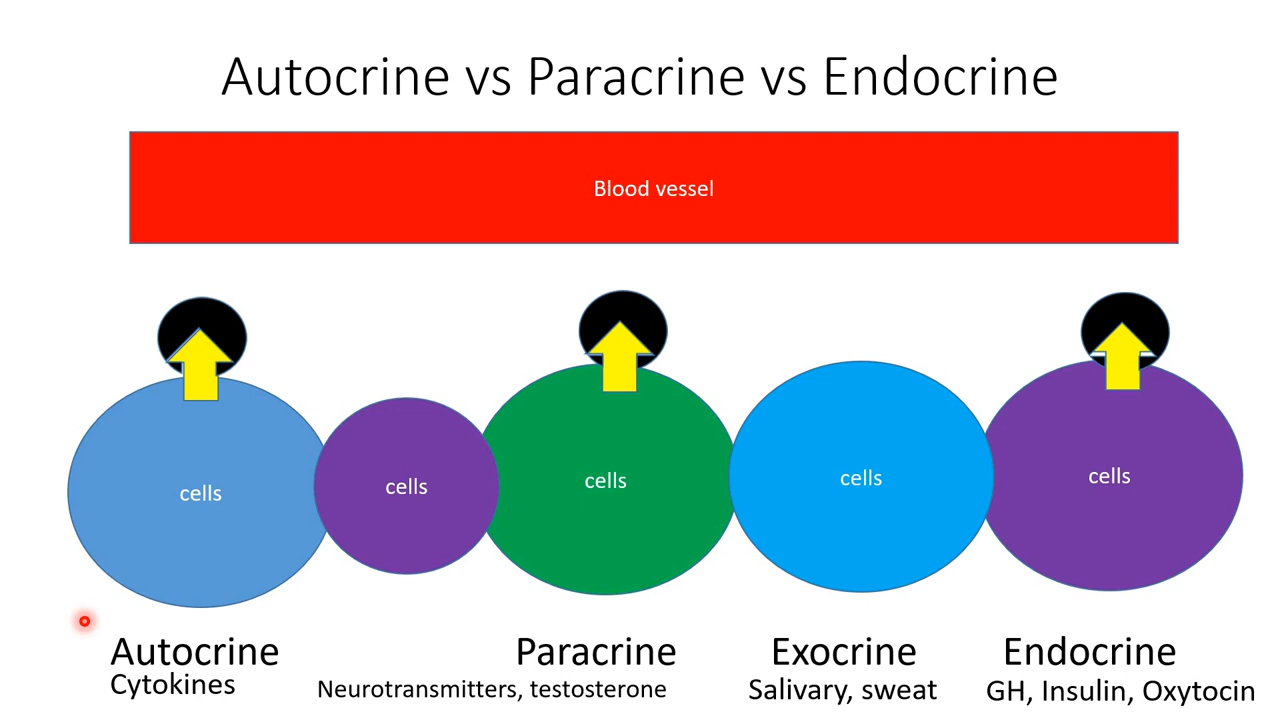 Autocrine vs Paracrine vs Endocrine
Blood vessel
cells
cells
cells
cells
cells
Autocrine
Cytokines
Neurotransmitters, testosterone
Paracrine
Exocrine
Salivary, sweat
Endocrine
GH, Insulin, Oxytocin